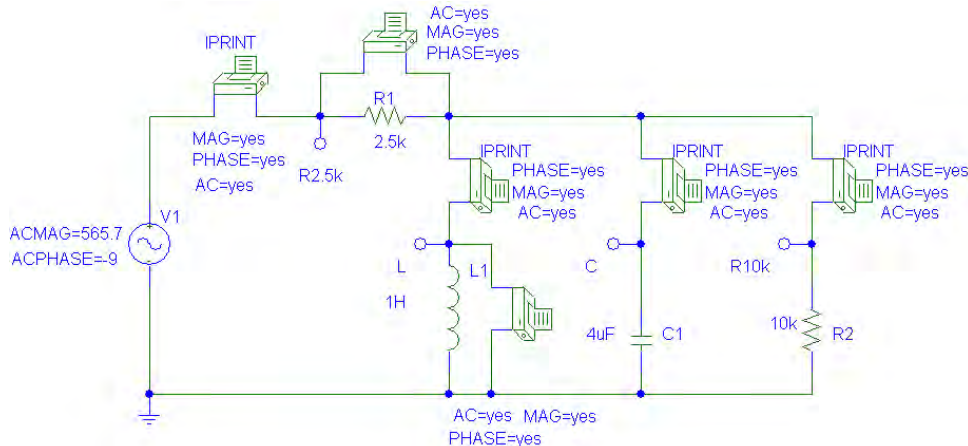 AC=yes
MAG=yes
PHASE=yes
IPRINT
R1
2.5k
MAG=yes
PHASE=yes
AC=yes
R2.5k
IPRINT
PHASE=yes
MAG=yes
AC=yes
IPRINT
PHASE=yes
MAG=yes
AC=yes
IPRINT
PHASE=yes
MAG=yes
AC=yes
V1
+
-
ACMAG=565.7
ACPHASE=-9
L
L1
1H
C
4uF
C1
R10k
10k
R2
AC=yes MAG=yes
PHASE=yes